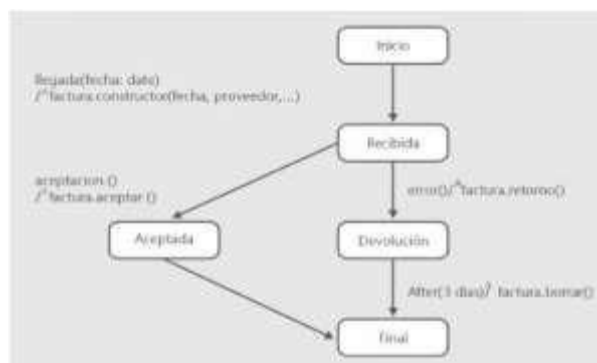 Inicio
llegada(fecha: date)
/^factura.constructor(fecha, proveedor,...)
Recibida
aceptacion ()
/^factura.aceptar ()
error()/^factura.retorno()
Aceptada
Devolución
After(3 días)/ factura.borrar()
Final